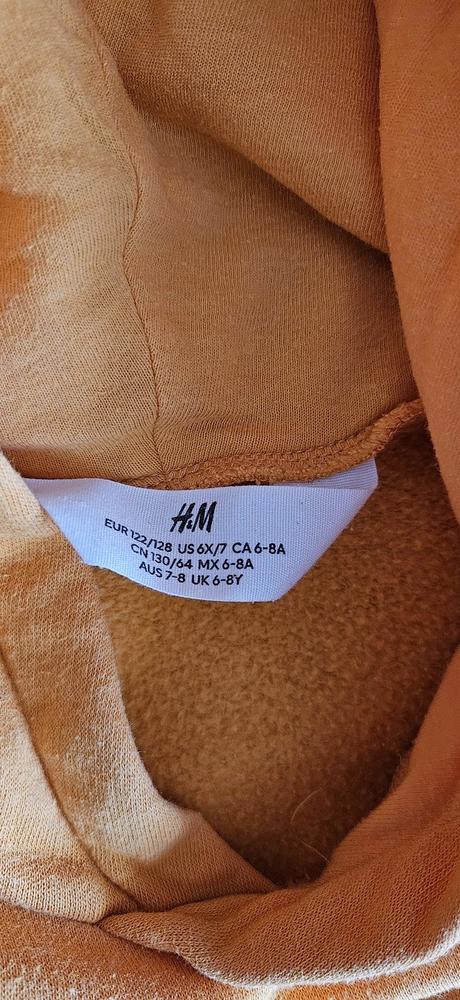 H&M
EUR 122/128 US 6X/7 CA 6-8A
CN 130/64 MX 6-8A
AUS 7-8 UK 6-8Y